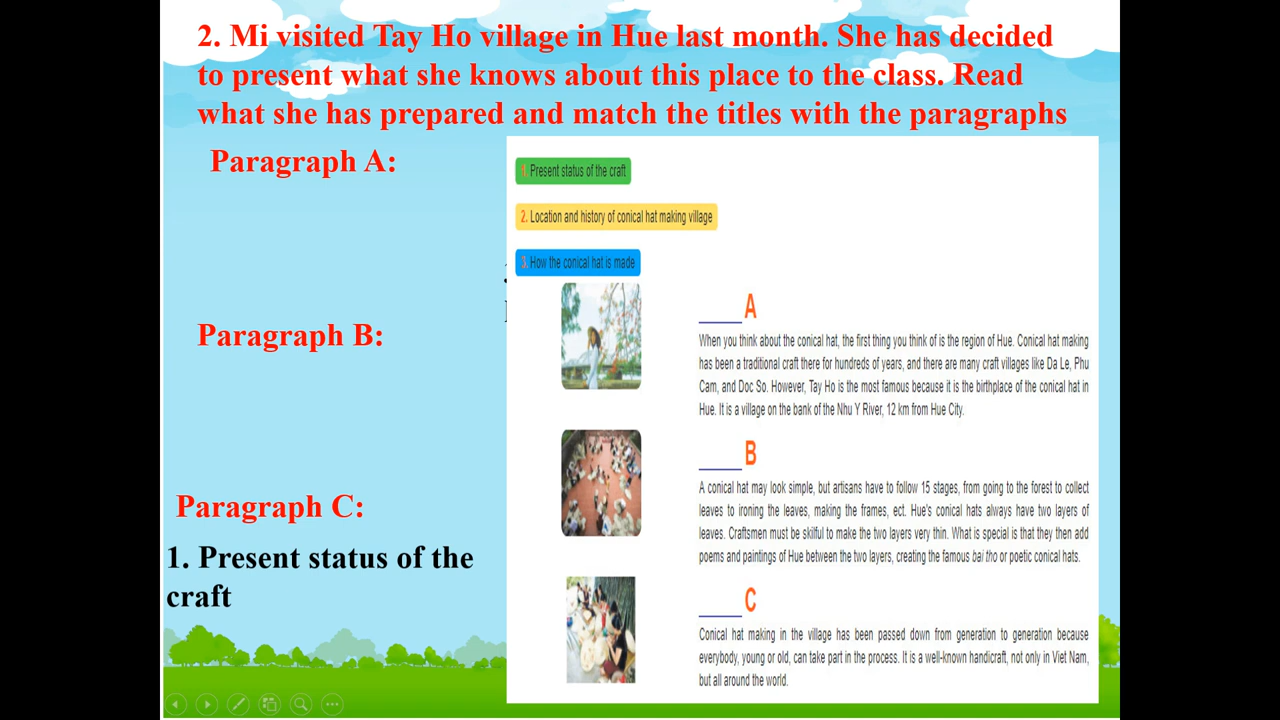 2. Mi visited Tay Ho village in Hue last month. She has decided
to present what she knows about this place to the class. Read
what she has prepared and match the titles with the paragraphs
Paragraph A:
1. Present status of the craft
2. Location and history of conical hat making village
3. How the conical hat is made
_____A
When you think about the conical hat, the first thing you think of is the region of Hue. Conical hat making
has been a traditional craft there for hundreds of years, and there are many craft villages like Da Le, Phu
Cam, and Doc So. However, Tay Ho is the most famous because it is the birthplace of the conical hat in
Hue. It is a village on the bank of the Nhu Y River, 12 km from Hue City.
Paragraph B:
_____B
A conical hat may look simple, but artisans have to follow 15 stages, from going to the forest to collect
leaves to ironing the leaves, making the frames, ect. Hue's conical hats always have two layers of
leaves. Craftsmen must be skilful to make the two layers very thin. What is special is that they then add
poems and paintings of Hue between the two layers, creating the famous bai tho or poetic conical hats.
Paragraph C:
1. Present status of the
craft
_____C
Conical hat making in the village has been passed down from generation to generation because
everybody, young or old, can take part in the process. It is a well-known handicraft, not only in Viet Nam,
but all around the world.